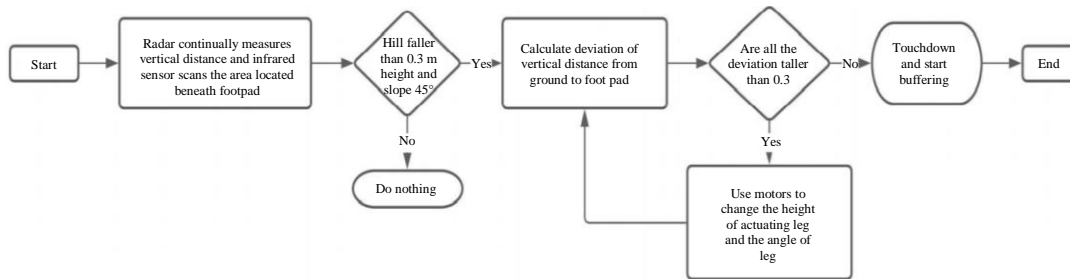 Start
Radar continually measures
vertical distance and infrared
sensor scans the area located
beneath footpad
Hill faller
than 0.3 m
height and
slope 45°
Yes
No
Do nothing
Calculate deviation of
vertical distance from
ground to foot pad
Are all the
deviation taller
than 0.3
No
Yes
Use motors to
change the height
of actuating leg
and the angle of
leg
Touchdown
and start
buffering
End